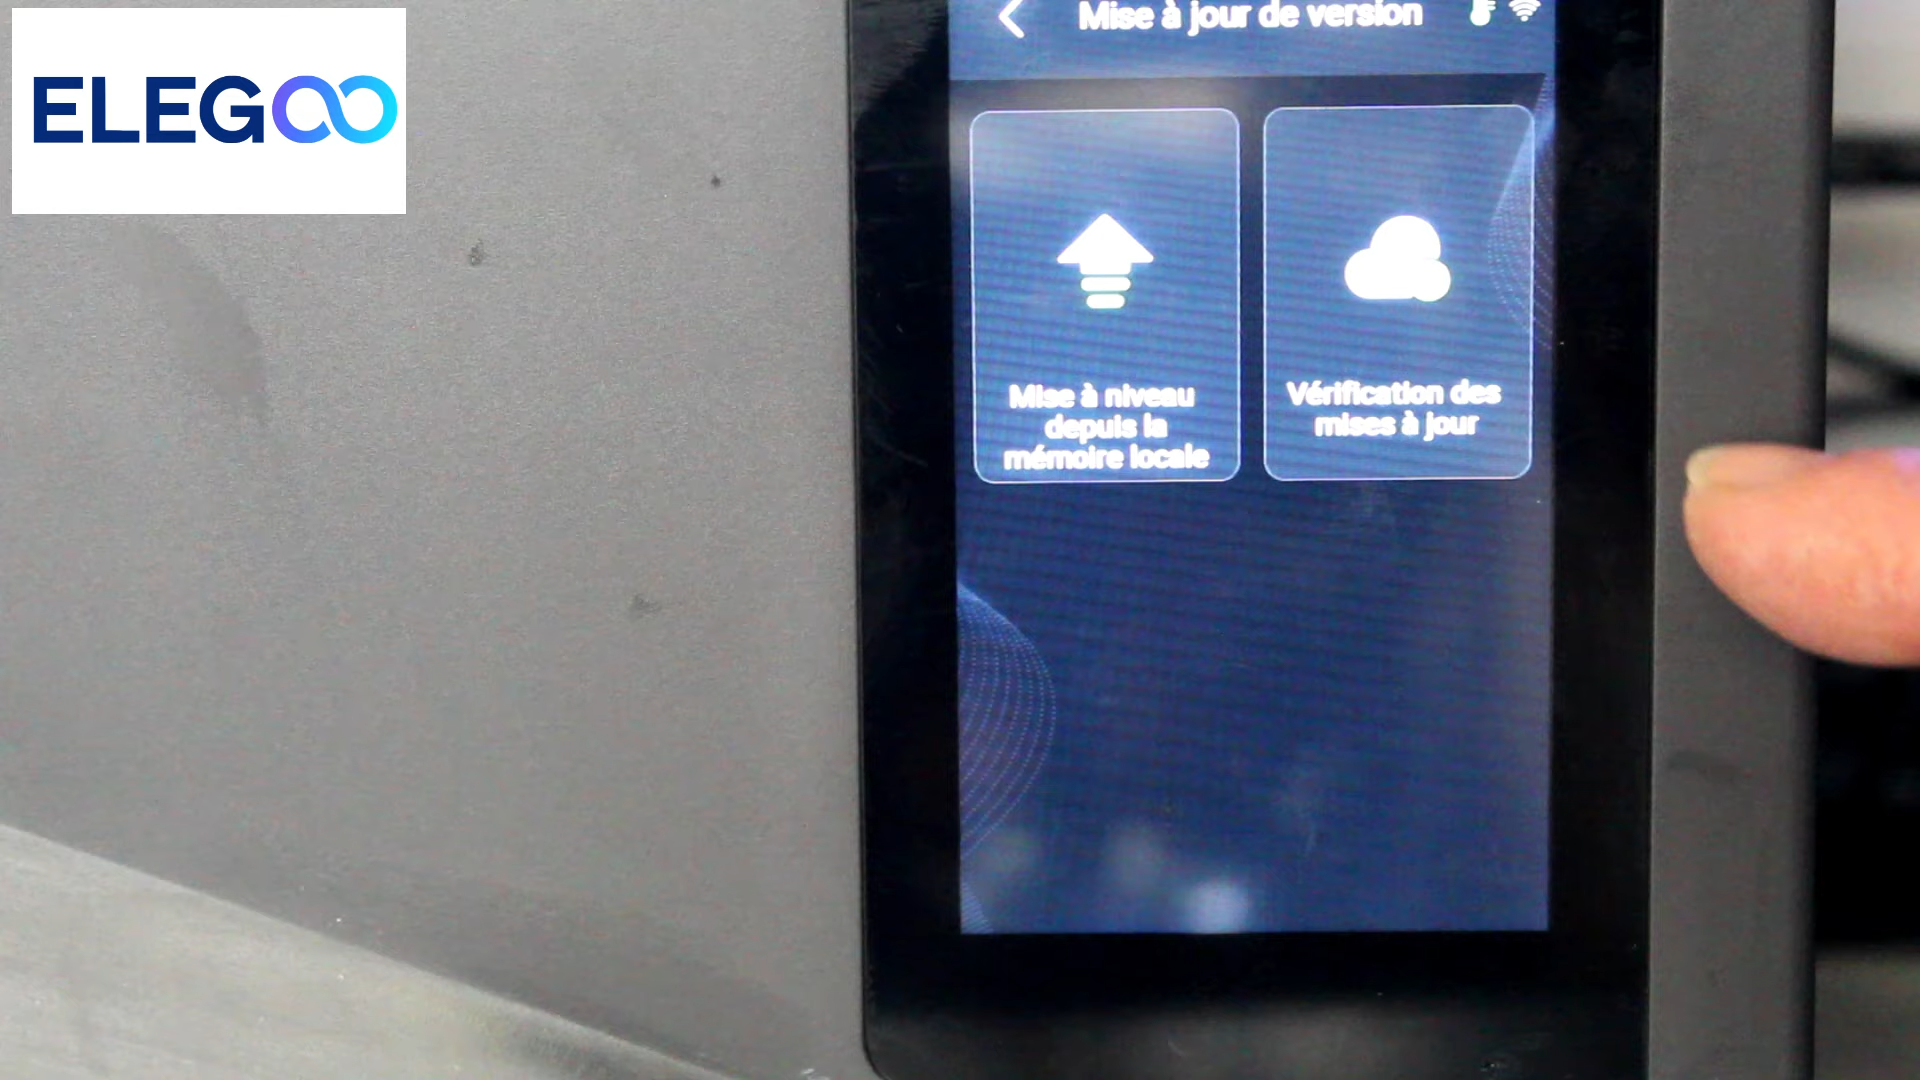 ELEGOO
Mise à jour de version
Mise à niveau
depuis la
mémoire locale
Vérification des
mises à jour